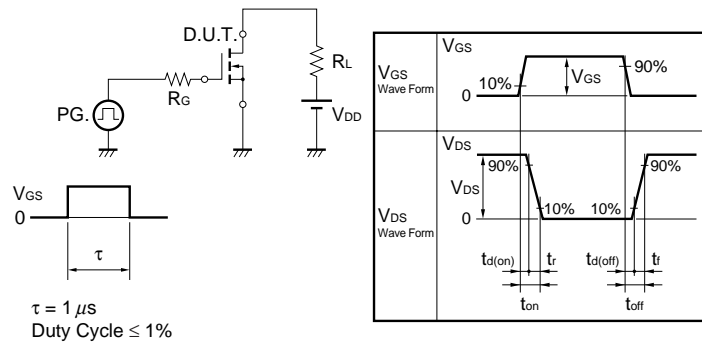 D.U.T.
RL
RG
PG.
VDD
VGS
0
τ
τ = 1 μs
Duty Cycle ≤ 1%
VGS
Wave Form
VGS
90%
10%
VGS
0
VDS
Wave Form
VDS
90%
90%
VDS
10% 10%
0
td(on) tr td(off) tf
ton toff